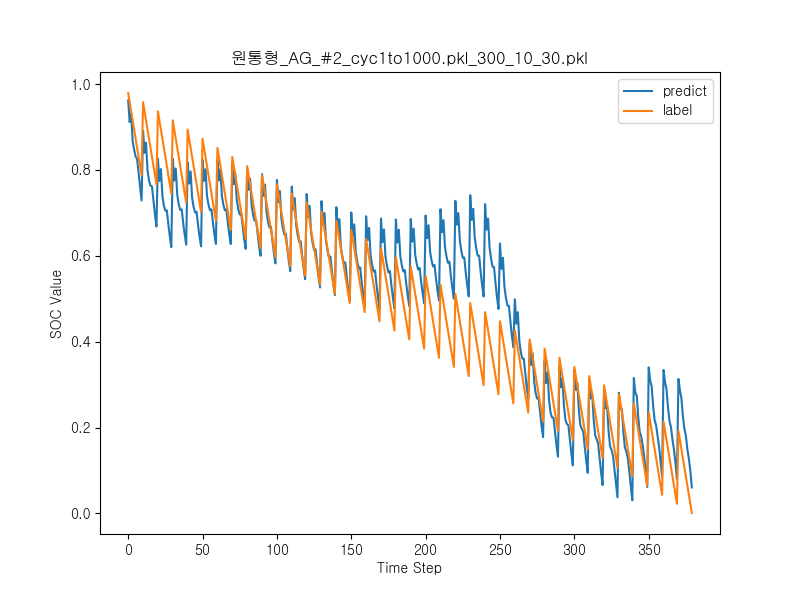 원통형_AG_#2_cyc1to1000.pkl_300_10_30.pkl
predict
label
1.0
0.8
0.6
0.4
0.2
0.0
SOC Value
0 50 100 150 200 250 300 350
Time Step